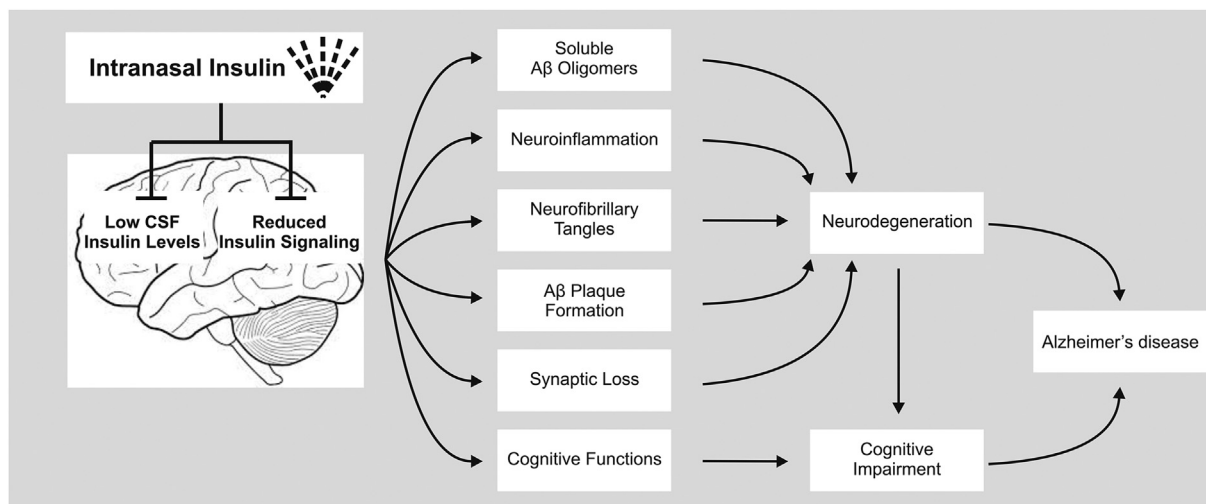 Intranasal Insulin
Low CSF
Insulin Levels
Reduced
Insulin Signaling
Soluble
Aβ Oligomers
Neuroinflammation
Neurofibrillary
Tangles
Aβ Plaque
Formation
Synaptic Loss
Cognitive Functions
Neurodegeneration
Cognitive
Impairment
Alzheimer’s disease